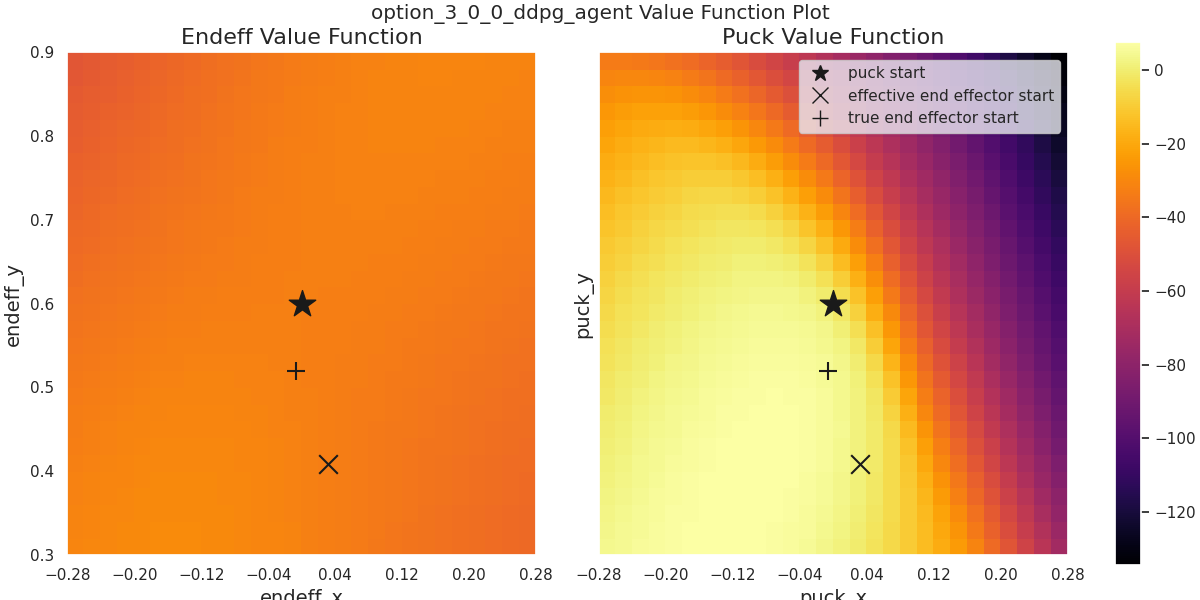 option_3_0_0_ddpg_agent Value Function Plot
Endeff Value Function
Puck Value Function
0.9
0.8
0.7
0.6
0.5
0.4
0.3
endeff_y
−0.28 −0.20 −0.12 −0.04 0.04 0.12 0.20 0.28
endeff_x
puck_y
puck start
effective end effector start
true end effector start
−0.28 −0.20 −0.12 −0.04 0.04 0.12 0.20 0.28
puck_x
0
−20
−40
−60
−80
−100
−120